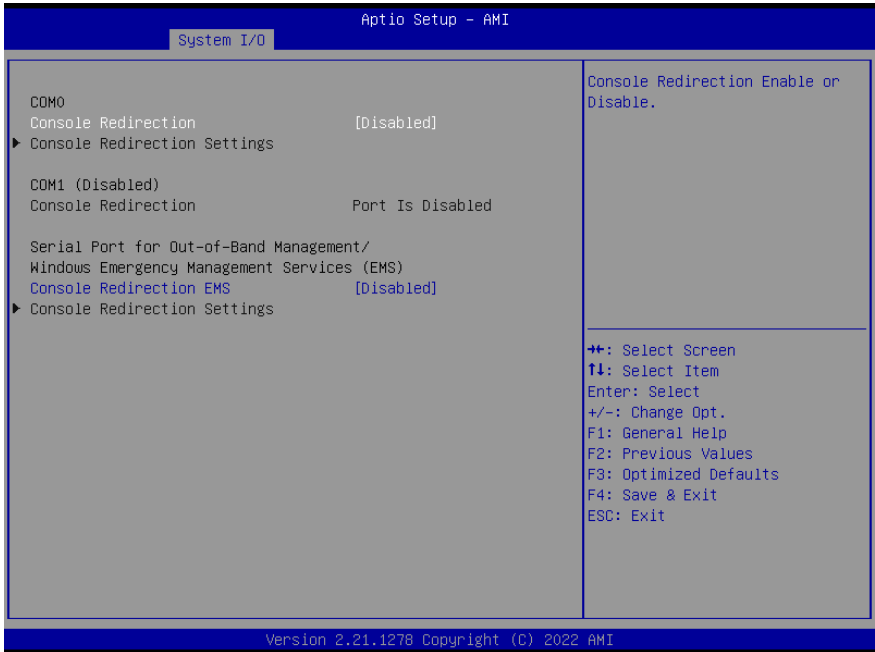 Aptio Setup – AMI
System I/O
COM0
Console Redirection [Disabled]
▶ Console Redirection Settings
COM1 (Disabled)
Console Redirection Port Is Disabled
Serial Port for Out-of-Band Management/
Windows Emergency Management Services (EMS)
Console Redirection EMS [Disabled]
▶ Console Redirection Settings
Console Redirection Enable or
Disable.
→←: Select Screen
↑↓: Select Item
Enter: Select
+/-: Change Opt.
F1: General Help
F2: Previous Values
F3: Optimized Defaults
F4: Save & Exit
ESC: Exit
Version 2.21.1278 Copyright (C) 2022 AMI